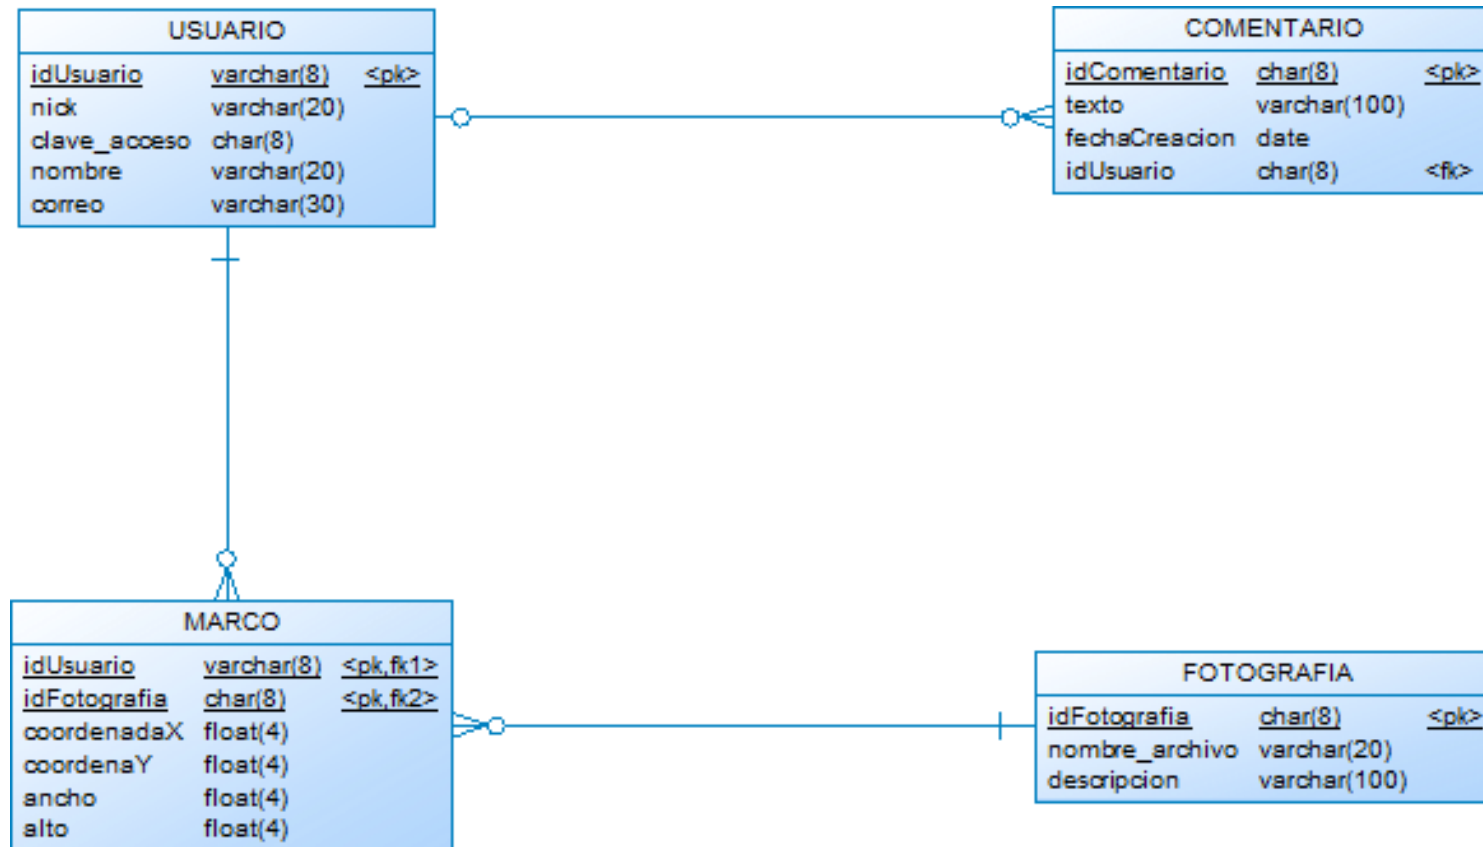 USUARIO
idUsuario varchar(8) <pk>
nick varchar(20)
clave_acceso char(8)
nombre varchar(20)
correo varchar(30)
COMENTARIO
idComentario char(8) <pk>
texto varchar(100)
fechaCreacion date
idUsuario char(8) <fk>
MARCO
idUsuario varchar(8) <pk,fk1>
idFotografia char(8) <pk,fk2>
coordenadaX float(4)
coordenaY float(4)
ancho float(4)
alto float(4)
FOTOGRAFIA
idFotografia char(8) <pk>
nombre_archivo varchar(20)
descripcion varchar(100)